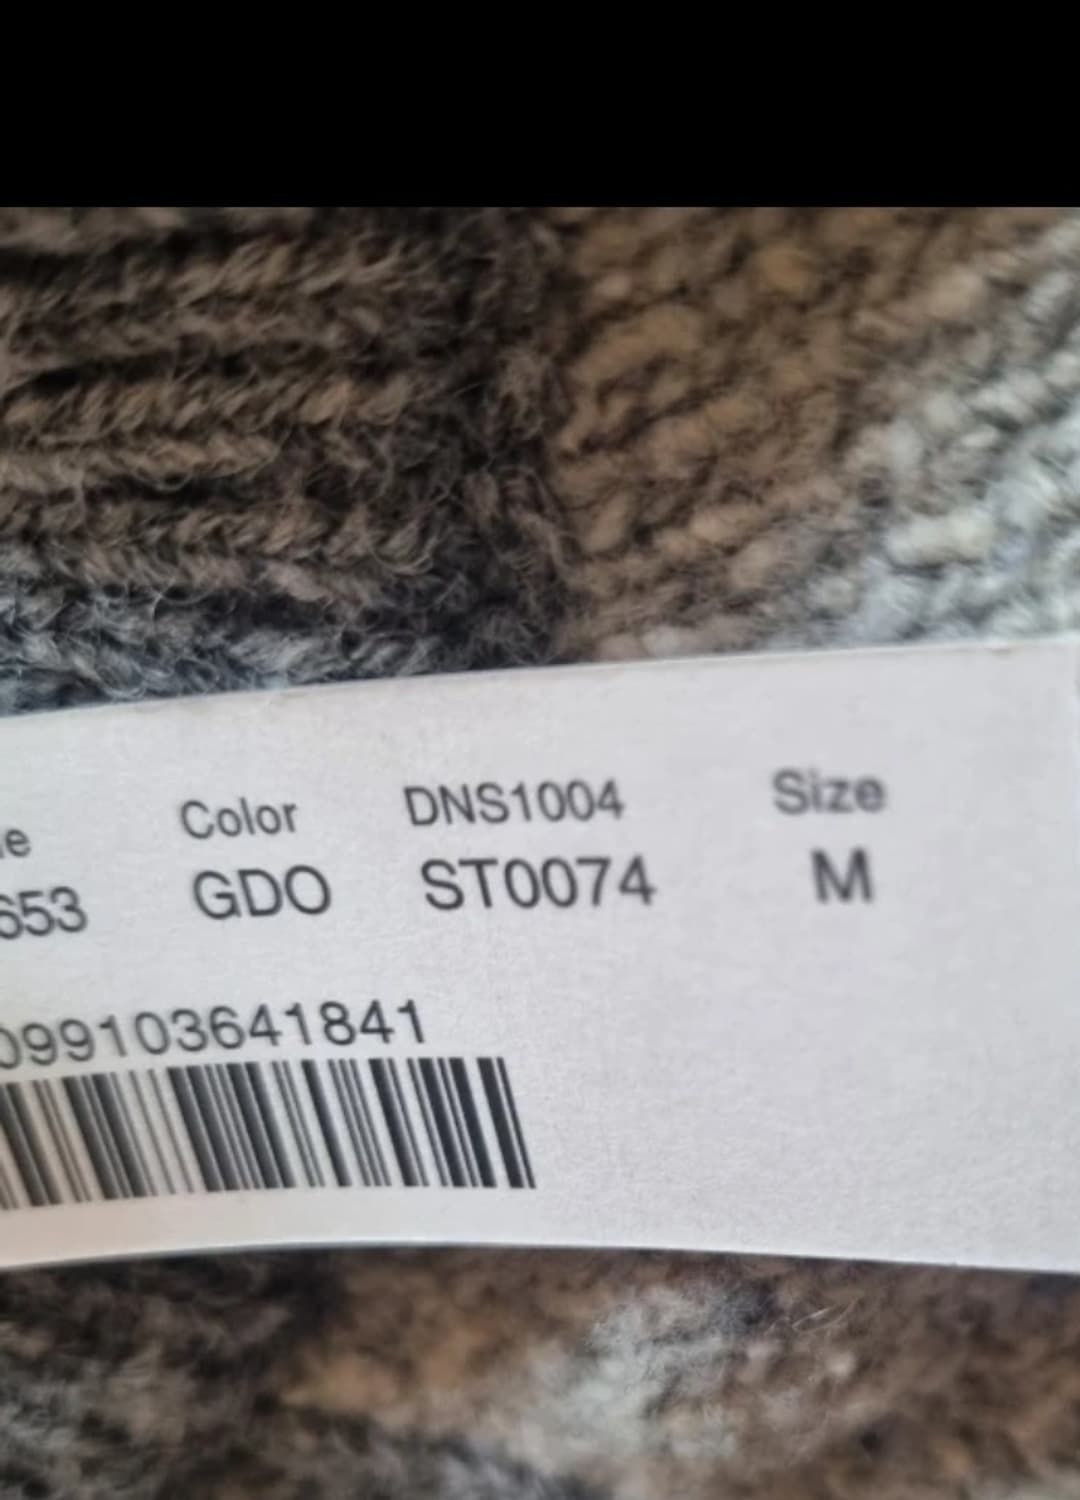 e Color DNS1004 Size
653 GDO ST0074 M
099103641841